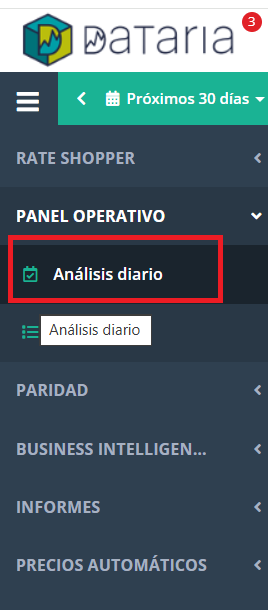 DATARIA
3
Próximos 30 días
RATE SHOPPER
PANEL OPERATIVO
Análisis diario
Análisis diario
PARIDAD
BUSINESS INTELLIGEN...
INFORMES
PRECIOS AUTOMÁTICOS